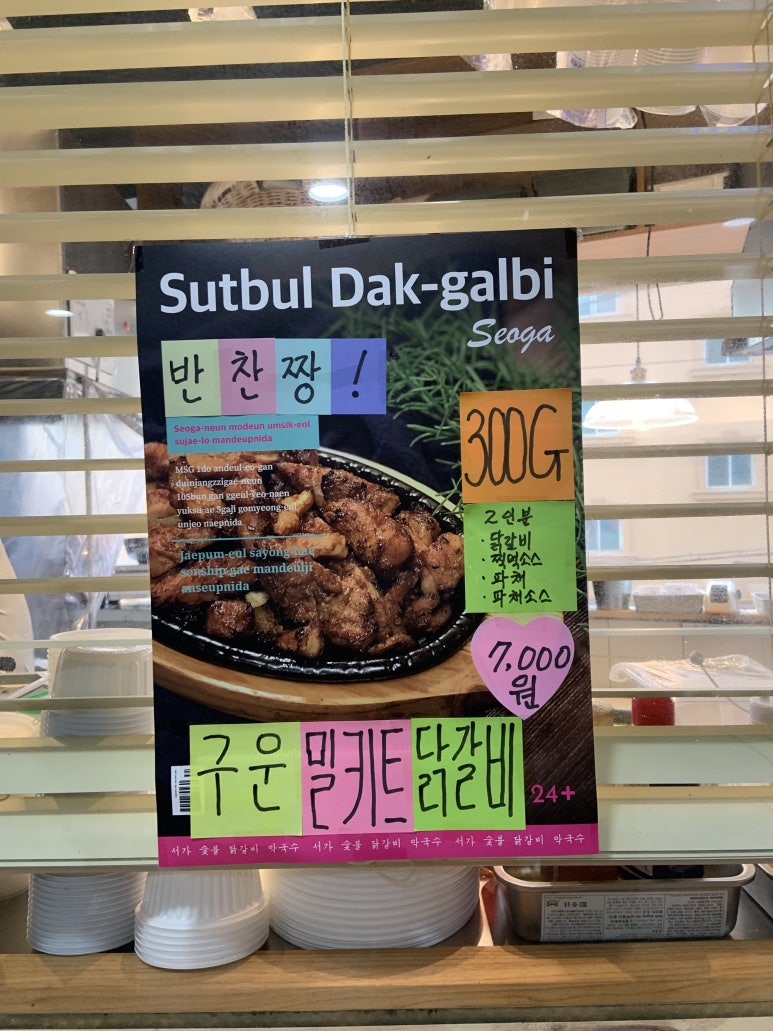 Sutbul Dak-galbi
Seoga
반찬짱!
Seoga-neun modeun umsik-eol
sujae-lo mandeupnida
300G
MSG 1do andeul-eo-gan
duinjangzzigae-neun
105bun gan ggeul-yeo-naen
yuksu-ae 3gaji gomyeong-eul
unjeo naepnida
2인분
·닭갈비
·찍먹소스
·파채
·파채소스
Jaepum-eul sayong-hae
sonship-gae mandeulji
anseupnida
7,000
원
구운 밀키트 닭갈비
24+
서가 숯불 닭갈비 막국수 서가 숯불 닭갈비 막국수 서가 숯불 닭갈비 막국수